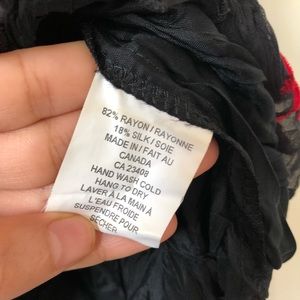 82% RAYON / RAYONNE
18% SILK / SOIE
MADE IN / FAIT AU
CANADA
CA 23408
HAND WASH COLD
HANG TO DRY
LAVER À LA MAIN À
L'EAU FROIDE
SUSPENDRE POUR
SÉCHER